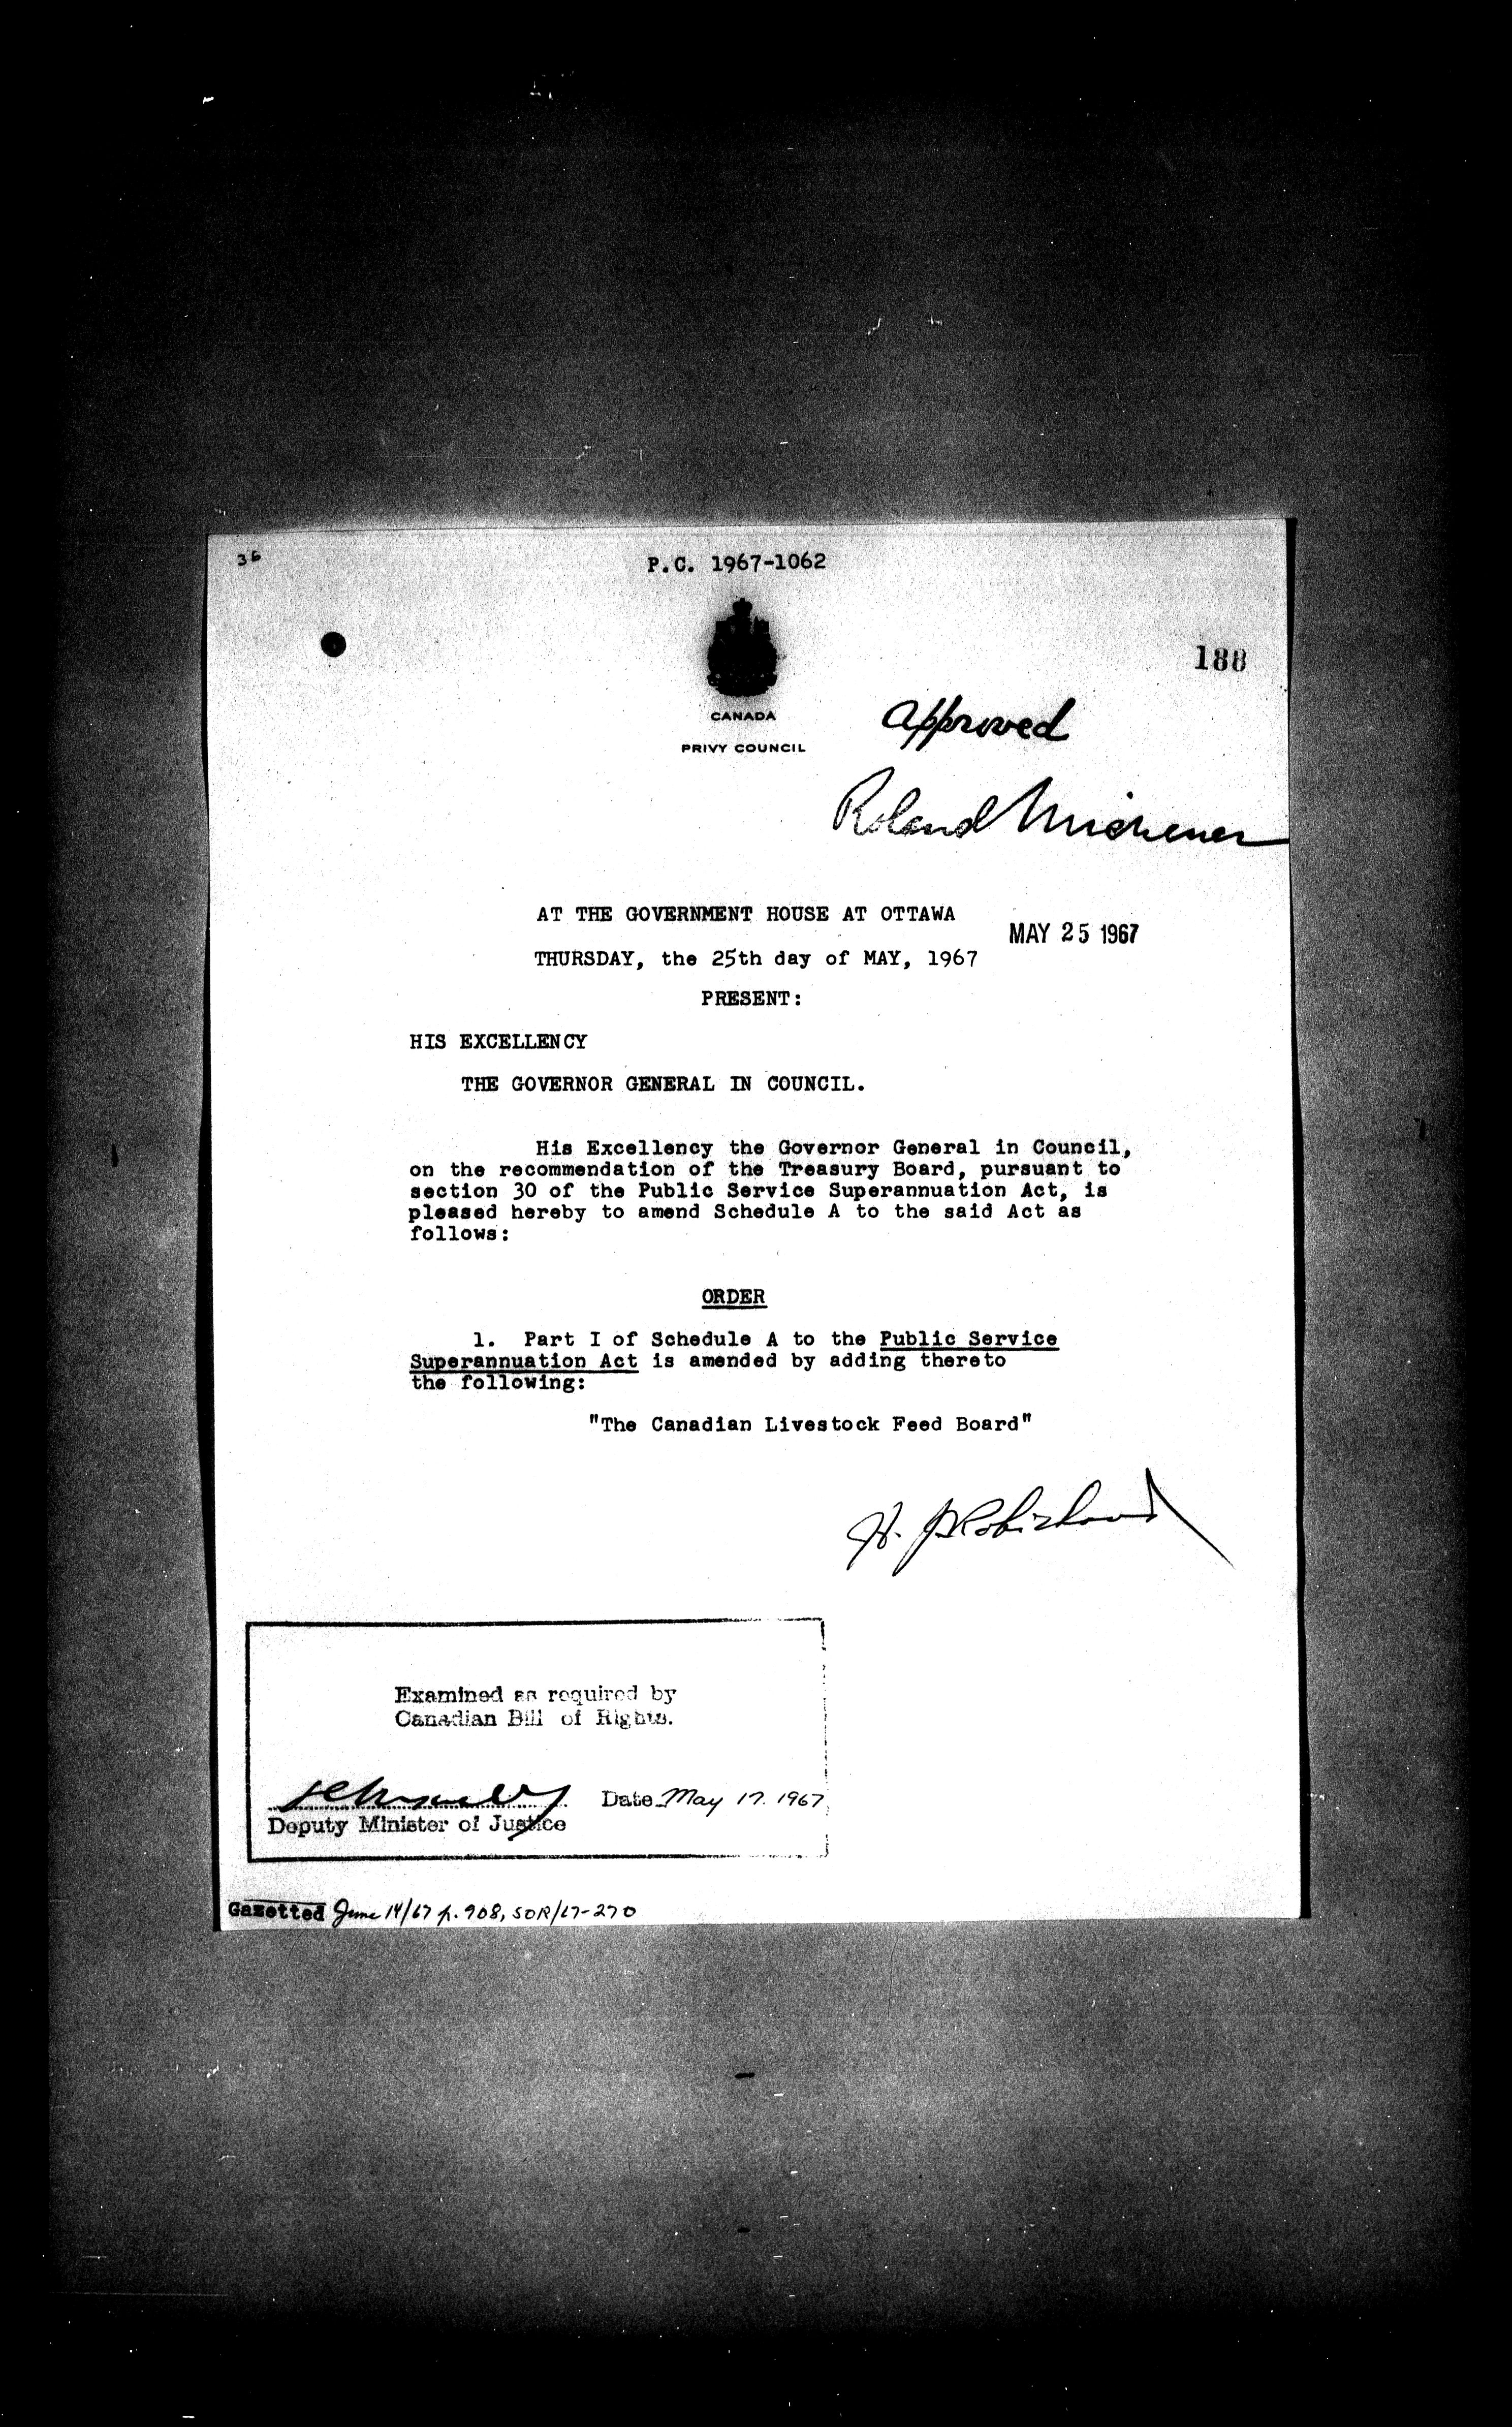 36
P.C. 1967-1062
188
CANADA
PRIVY COUNCIL
Approved
Roland Michener
AT THE GOVERNMENT HOUSE AT OTTAWA
MAY 25 1967
THURSDAY, the 25th day of MAY, 1967
PRESENT:
HIS EXCELLENCY
THE GOVERNOR GENERAL IN COUNCIL.
His Excellency the Governor General in Council,
on the recommendation of the Treasury Board, pursuant to
section 30 of the Public Service Superannuation Act, is
pleased hereby to amend Schedule A to the said Act as
follows:
ORDER
1. Part I of Schedule A to the Public Service
Superannuation Act is amended by adding thereto
the following:
"The Canadian Livestock Feed Board"
H. J. Robichaud
Examined as required by
Canadian Bill of Rights.
Date May 17. 1967
Deputy Minister of Justice
Gazetted June 14/67 p. 908, SOR/67-270